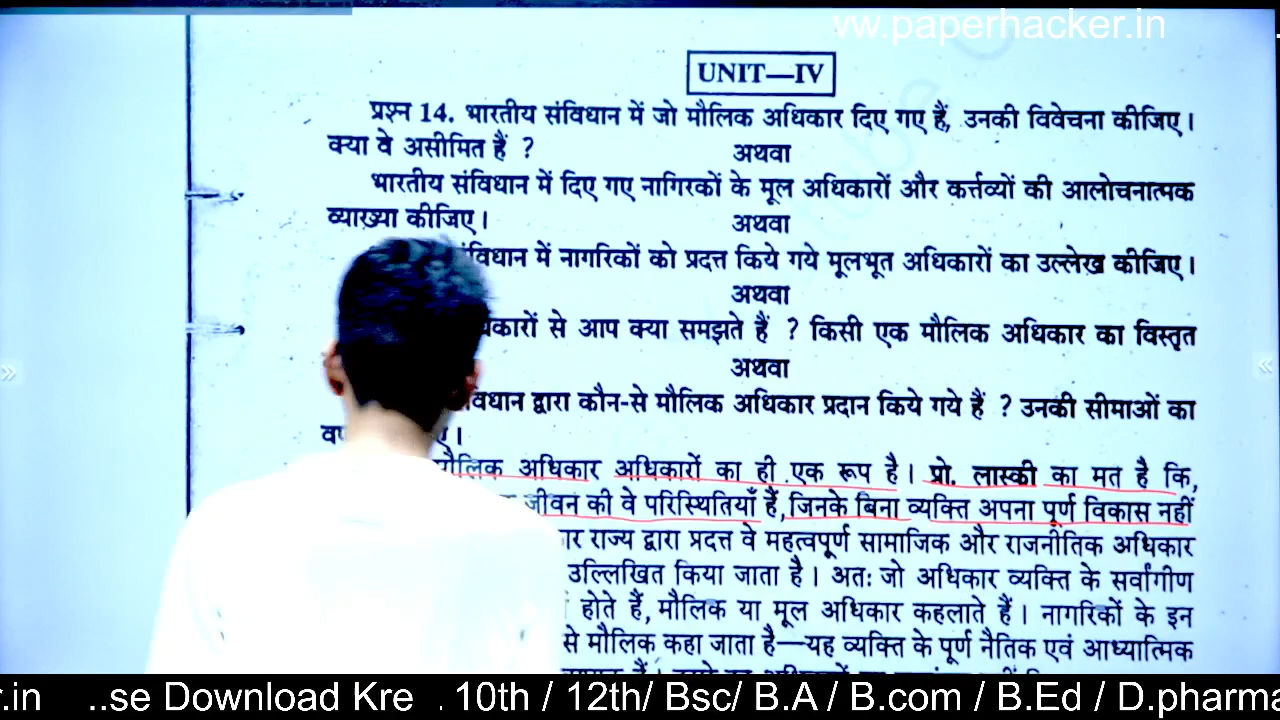 vw.paperhacker.in
UNIT—IV
प्रश्न 14. भारतीय संविधान में जो मौलिक अधिकार दिए गए हैं, उनकी विवेचना कीजिए।
क्या वे असीमित हैं ?
अथवा
भारतीय संविधान में दिए गए नागिरकों के मूल अधिकारों और कर्त्तव्यों की आलोचनात्मक
व्याख्या कीजिए।
अथवा
संविधान में नागरिकों को प्रदत्त किये गये मूलभूत अधिकारों का उल्लेख कीजिए।
अथवा
से आप क्या समझते हैं ? किसी एक मौलिक अधिकार का विस्तृत
अथवा
द्वारा कौन-से मौलिक अधिकार प्रदान किये गये हैं ? उनकी सीमाओं का
मौलिक अधिकार अधिकारों का ही एक रूप है। प्रो. लास्की का मत है कि,
जीवन की वे परिस्थितियाँ हैं, जिनके बिना व्यक्ति अपना पूर्ण विकास नहीं
राज्य द्वारा प्रदत्त वे महत्वपूर्ण सामाजिक और राजनीतिक अधिकार
उल्लिखित किया जाता है। अतः जो अधिकार व्यक्ति के सर्वांगीण
होते हैं, मौलिक या मूल अधिकार कहलाते हैं। नागरिकों के इन
से मौलिक कहा जाता है—यह व्यक्ति के पूर्ण नैतिक एवं आध्यात्मिक
r.in ..se Download Kre . 10th / 12th/ Bsc/ B.A / B.com / B.Ed / D.pharma